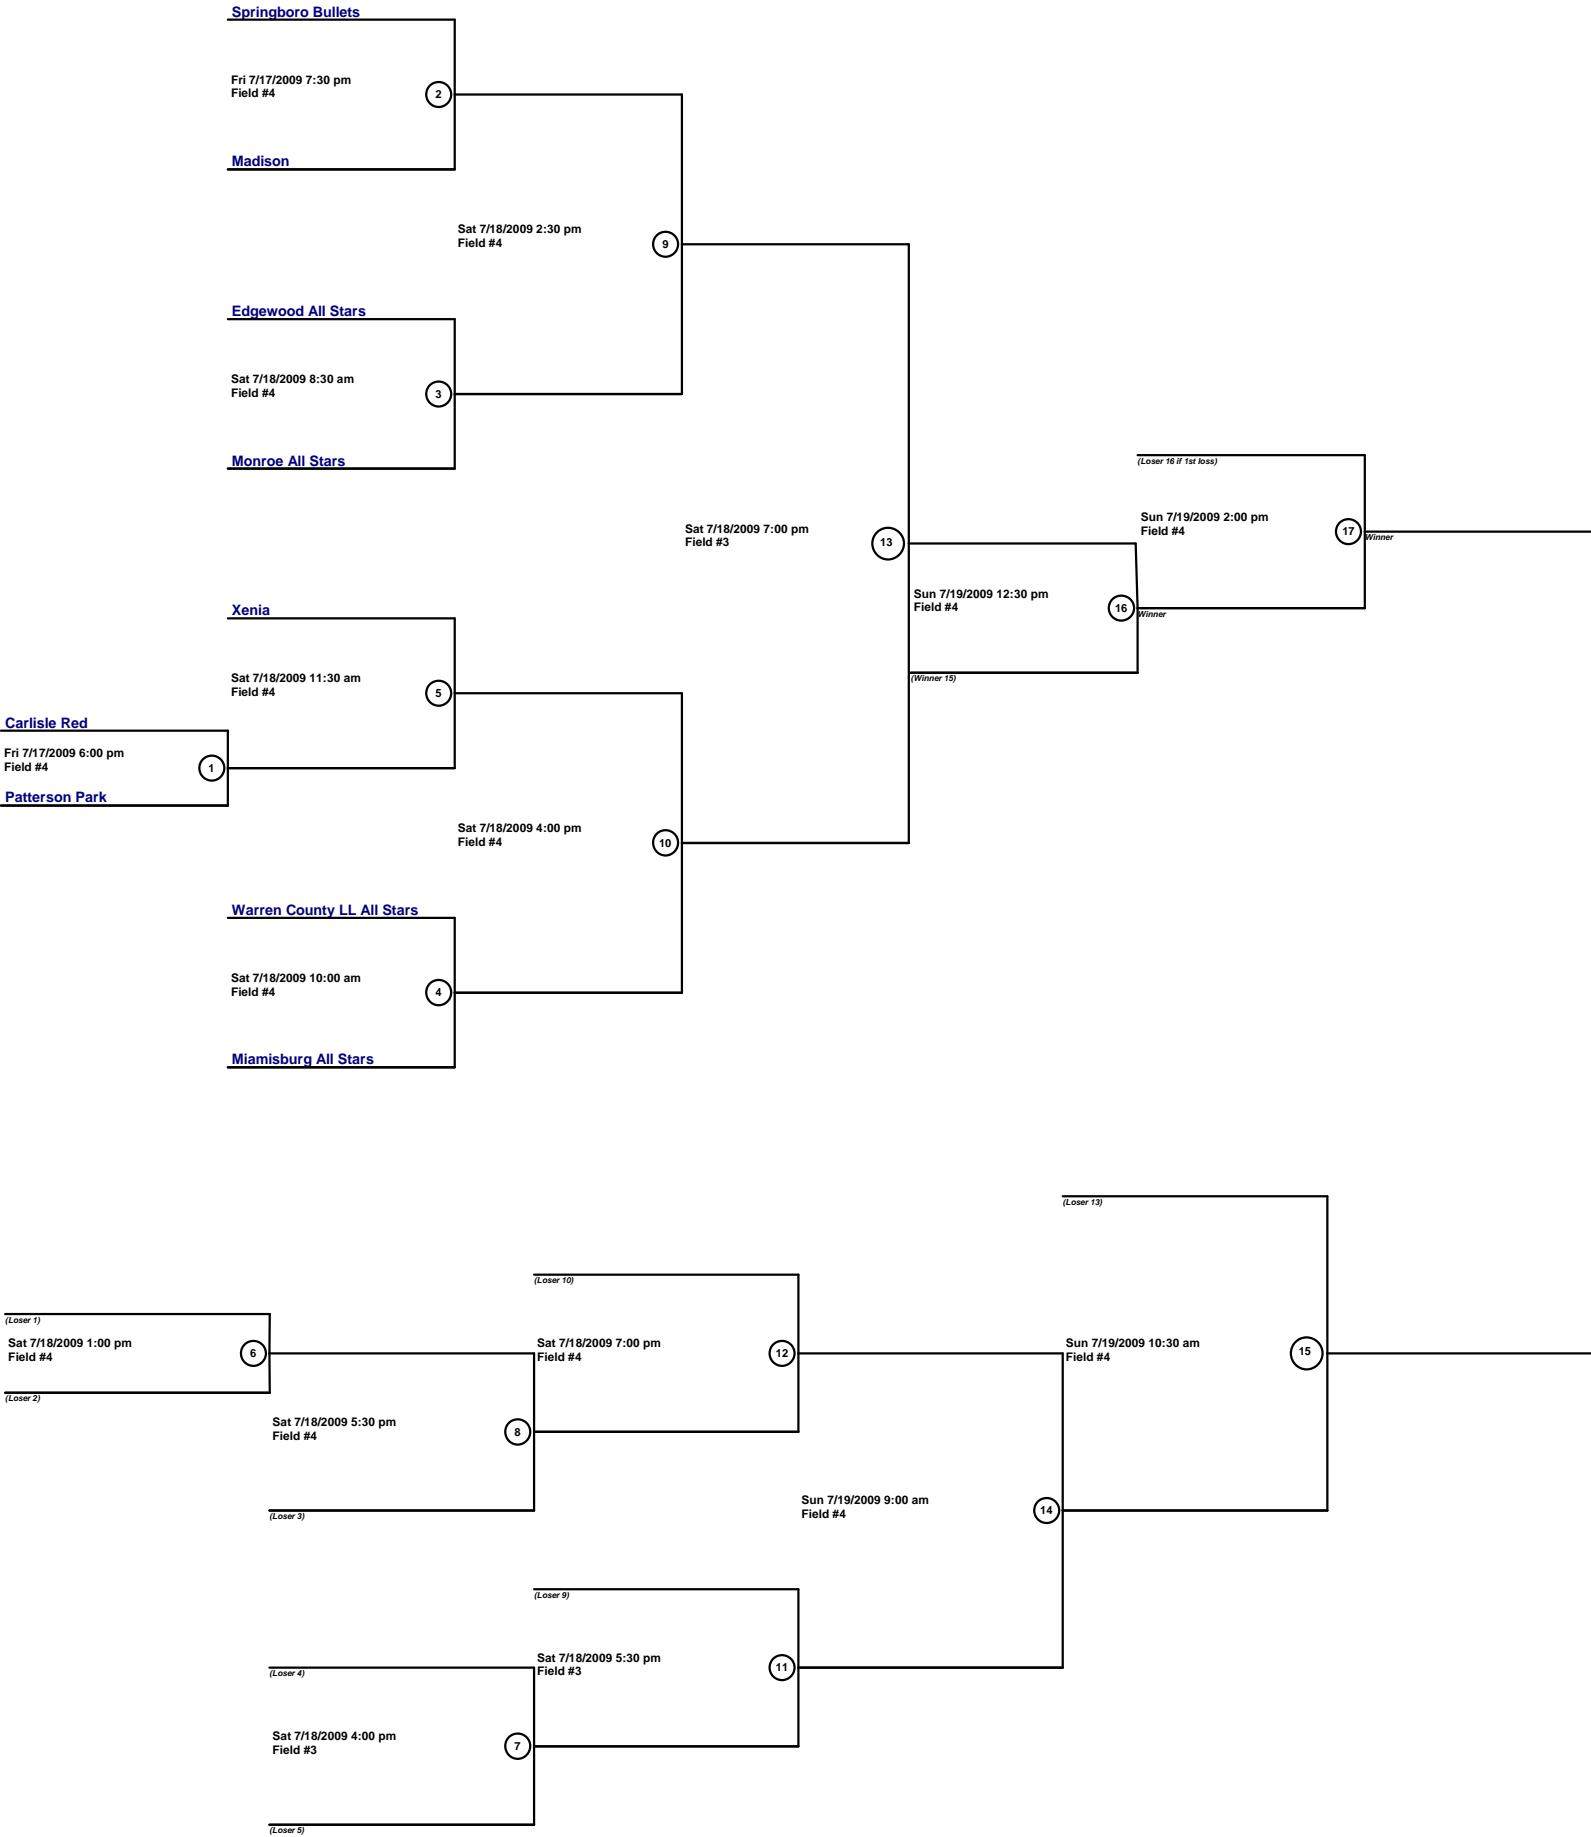 Springboro Bullets
Fri 7/17/2009 7:30 pm
Field #4
2
Madison
Sat 7/18/2009 2:30 pm
Field #4
9
Edgewood All Stars
Sat 7/18/2009 8:30 am
Field #4
3
Monroe All Stars
(Loser 16 if 1st loss)
Sun 7/19/2009 2:00 pm
Field #4
17
Winner
Sat 7/18/2009 7:00 pm
Field #3
13
Sun 7/19/2009 12:30 pm
Field #4
16
Winner
(Winner 15)
Xenia
Sat 7/18/2009 11:30 am
Field #4
5
Carlisle Red
Fri 7/17/2009 6:00 pm
Field #4
1
Patterson Park
Sat 7/18/2009 4:00 pm
Field #4
10
Warren County LL All Stars
Sat 7/18/2009 10:00 am
Field #4
4
Miamisburg All Stars
(Loser 13)
(Loser 10)
(Loser 1)
Sat 7/18/2009 1:00 pm
Field #4
6
(Loser 2)
Sat 7/18/2009 7:00 pm
Field #4
12
Sun 7/19/2009 10:30 am
Field #4
15
Sat 7/18/2009 5:30 pm
Field #4
8
(Loser 3)
Sun 7/19/2009 9:00 am
Field #4
14
(Loser 9)
Sat 7/18/2009 5:30 pm
Field #3
11
(Loser 4)
Sat 7/18/2009 4:00 pm
Field #3
7
(Loser 5)